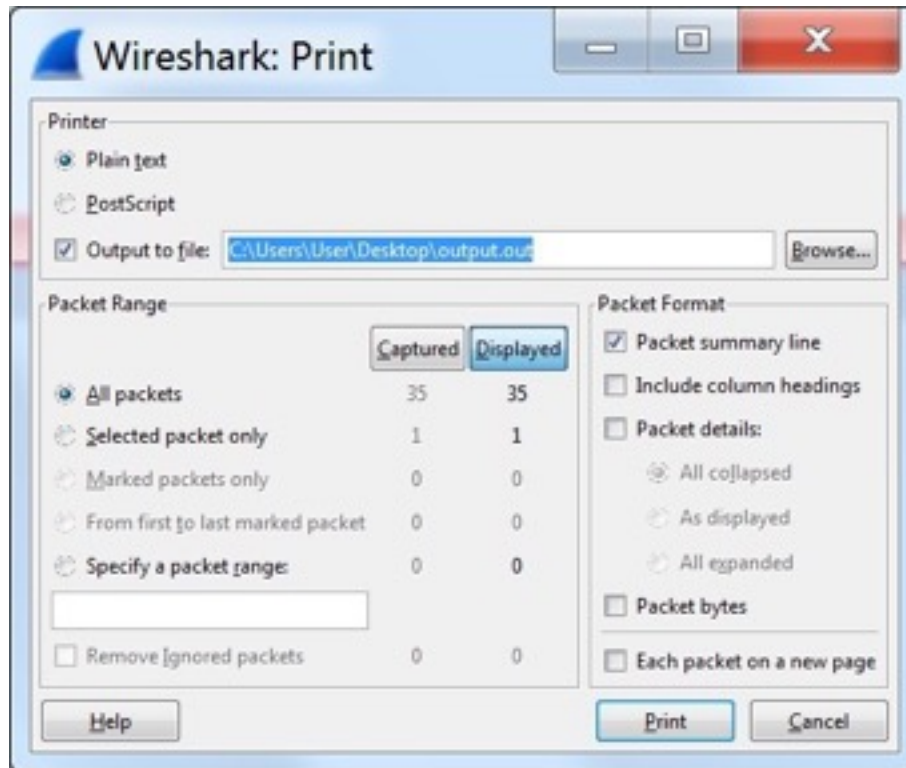 Wireshark: Print
Printer
Plain text
PostScript
Output to file: C:\Users\User\Desktop\output.out Browse...
Packet Range
Captured Displayed
All packets 35 35
Selected packet only 1 1
Marked packets only 0 0
From first to last marked packet 0 0
Specify a packet range: 0 0
Remove Ignored packets 0 0
Packet Format
Packet summary line
Include column headings
Packet details:
All collapsed
As displayed
All expanded
Packet bytes
Each packet on a new page
Help Print Cancel